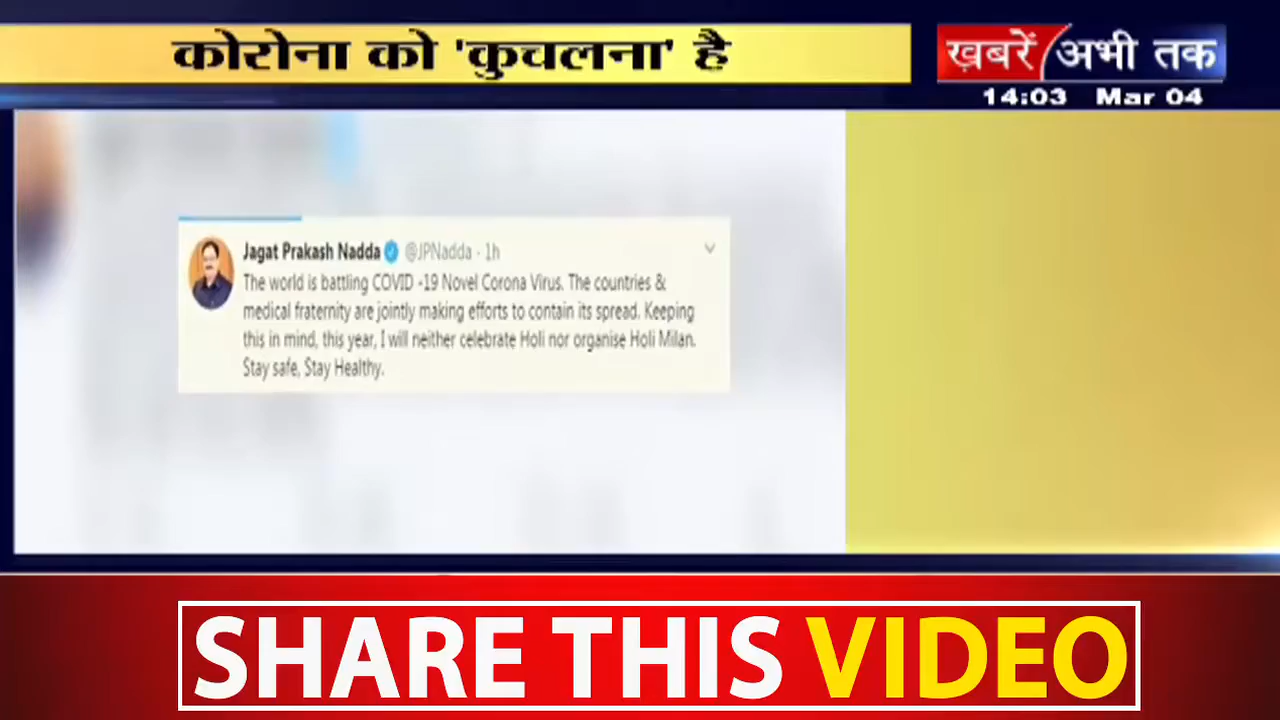 कोरोना को 'कुचलना' है
ख़बरें अभी तक
14:03 Mar 04
Jagat Prakash Nadda @JPNadda · 1h
The world is battling COVID -19 Novel Corona Virus. The countries &
medical fraternity are jointly making efforts to contain its spread. Keeping
this in mind, this year, I will neither celebrate Holi nor organise Holi Milan.
Stay safe, Stay Healthy.
SHARE THIS VIDEO